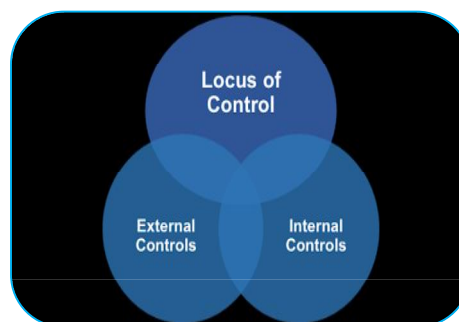 Locus of
Control
External
Controls
Internal
Controls